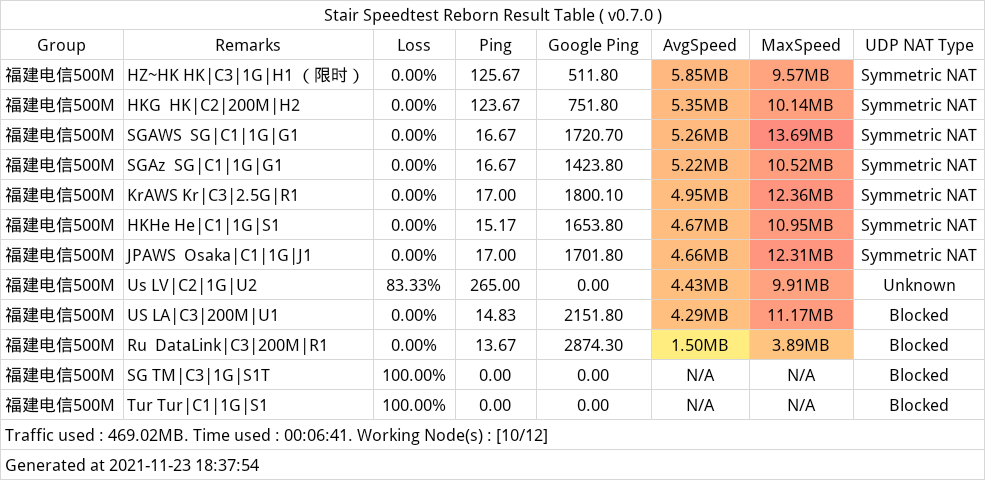 Stair Speedtest Reborn Result Table ( v0.7.0 )
Group Remarks Loss Ping Google Ping AvgSpeed MaxSpeed UDP NAT Type
福建电信500M HZ~HK HK|C3|1G|H1 （限时） 0.00% 125.67 511.80 5.85MB 9.57MB Symmetric NAT
福建电信500M HKG  HK|C2|200M|H2 0.00% 123.67 751.80 5.35MB 10.14MB Symmetric NAT
福建电信500M SGAWS  SG|C1|1G|G1 0.00% 16.67 1720.70 5.26MB 13.69MB Symmetric NAT
福建电信500M SGAz  SG|C1|1G|G1 0.00% 16.67 1423.80 5.22MB 10.52MB Symmetric NAT
福建电信500M KrAWS Kr|C3|2.5G|R1 0.00% 17.00 1800.10 4.95MB 12.36MB Symmetric NAT
福建电信500M HKHe He|C1|1G|S1 0.00% 15.17 1653.80 4.67MB 10.95MB Symmetric NAT
福建电信500M JPAWS  Osaka|C1|1G|J1 0.00% 17.00 1701.80 4.66MB 12.31MB Symmetric NAT
福建电信500M Us LV|C2|1G|U2 83.33% 265.00 0.00 4.43MB 9.91MB Unknown
福建电信500M US LA|C3|200M|U1 0.00% 14.83 2151.80 4.29MB 11.17MB Blocked
福建电信500M Ru  DataLink|C3|200M|R1 0.00% 13.67 2874.30 1.50MB 3.89MB Blocked
福建电信500M SG TM|C3|1G|S1T 100.00% 0.00 0.00 N/A N/A Blocked
福建电信500M Tur Tur|C1|1G|S1 100.00% 0.00 0.00 N/A N/A Blocked
Traffic used : 469.02MB. Time used : 00:06:41. Working Node(s) : [10/12]
Generated at 2021-11-23 18:37:54